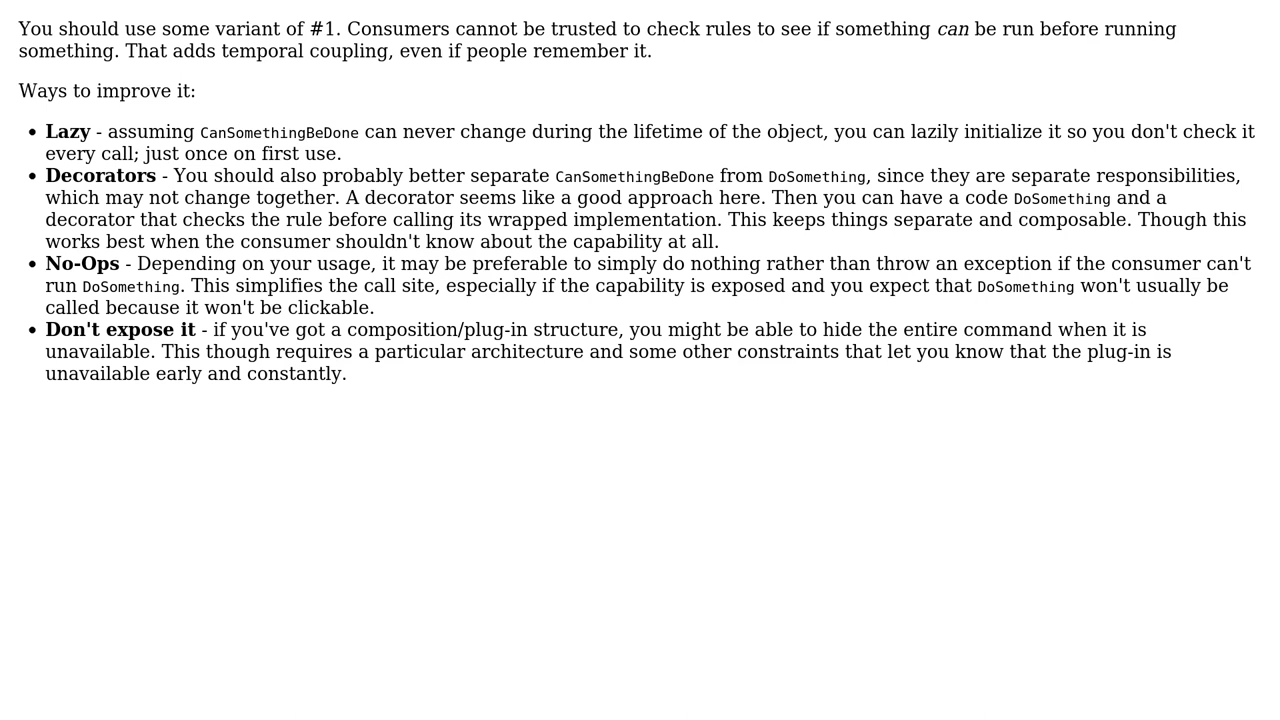 You should use some variant of #1. Consumers cannot be trusted to check rules to see if something can be run before running
something. That adds temporal coupling, even if people remember it.
Ways to improve it:
• Lazy - assuming CanSomethingBeDone can never change during the lifetime of the object, you can lazily initialize it so you don't check it
every call; just once on first use.
• Decorators - You should also probably better separate CanSomethingBeDone from DoSomething, since they are separate responsibilities,
which may not change together. A decorator seems like a good approach here. Then you can have a code DoSomething and a
decorator that checks the rule before calling its wrapped implementation. This keeps things separate and composable. Though this
works best when the consumer shouldn't know about the capability at all.
• No-Ops - Depending on your usage, it may be preferable to simply do nothing rather than throw an exception if the consumer can't
run DoSomething. This simplifies the call site, especially if the capability is exposed and you expect that DoSomething won't usually be
called because it won't be clickable.
• Don't expose it - if you've got a composition/plug-in structure, you might be able to hide the entire command when it is
unavailable. This though requires a particular architecture and some other constraints that let you know that the plug-in is
unavailable early and constantly.